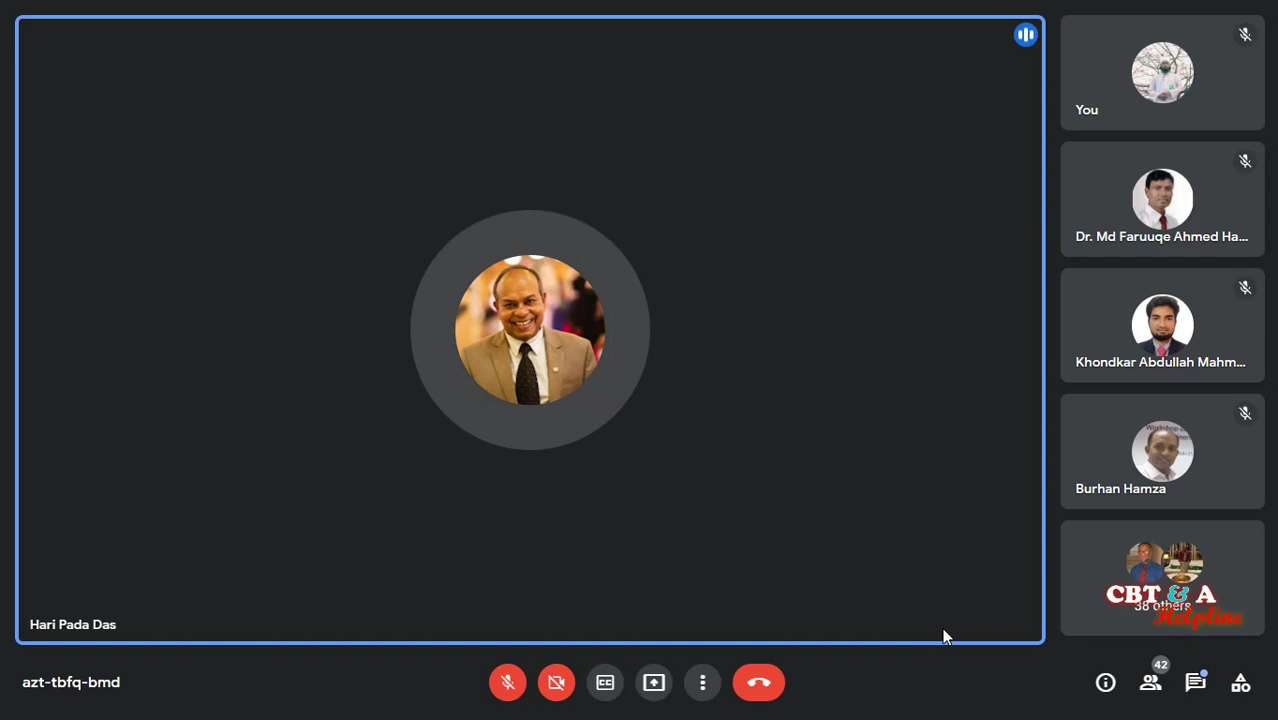 You
Dr. Md Faruuqe Ahmed Ha...
Khondkar Abdullah Mahm...
Burhan Hamza
CBT & A
38 others
Helpline
Hari Pada Das
azt-tbfq-bmd
CC
42